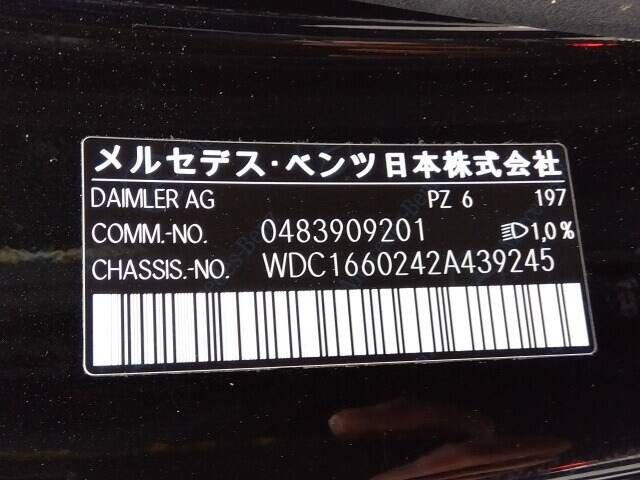 メルセデス・ベンツ日本株式会社
DAIMLER AG PZ 6 197
COMM.-NO. 0483909201 1,0%
CHASSIS.-NO. WDC1660242A439245